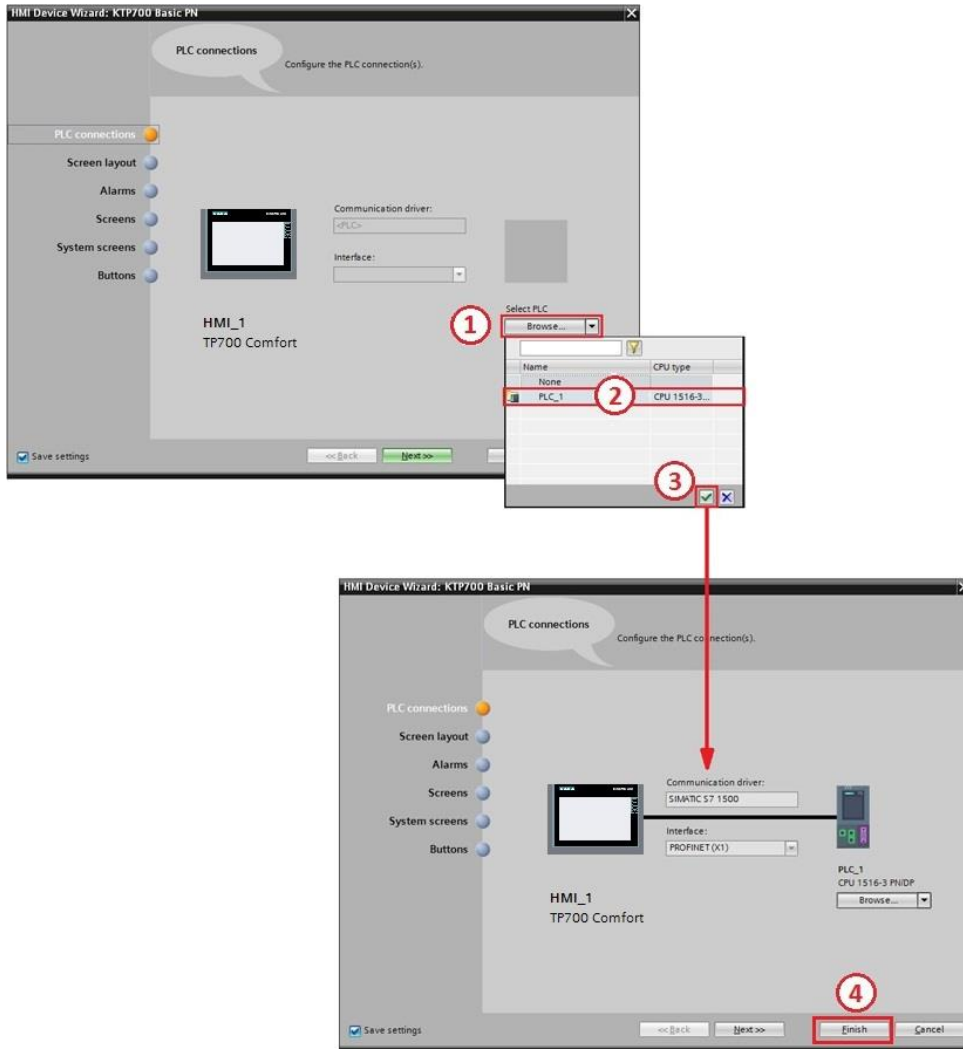 HMI Device Wizard: KTP700 Basic PN
PLC connections
Configure the PLC connection(s).
PLC connections
Screen layout
Alarms
Screens
System screens
Buttons
Communication driver:
<PLC>
Interface:
HMI_1
TP700 Comfort
Select PLC
1
Browse...
Name CPU type
None
2
PLC_1 CPU 1516-3...
3
Save settings
<< Back Next >>
HMI Device Wizard: KTP700 Basic PN
PLC connections
Configure the PLC connection(s).
PLC connections
Screen layout
Alarms
Screens
System screens
Buttons
Communication driver:
SIMATIC S7 1500
Interface:
PROFINET (X1)
HMI_1
TP700 Comfort
PLC_1
CPU 1516-3 PN/DP
Browse...
4
Save settings
<< Back Next >> Finish Cancel